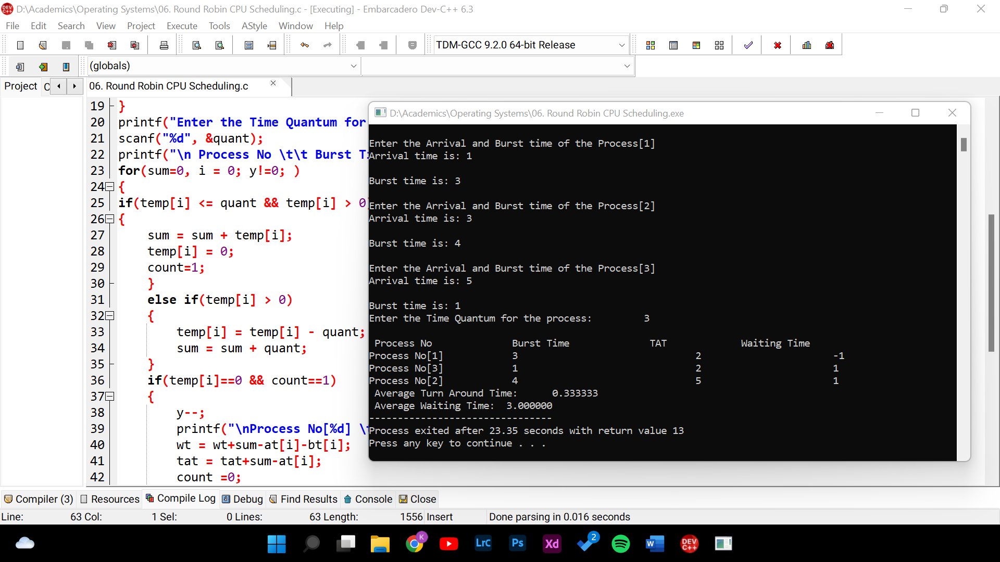 D:\Academics\Operating Systems\06. Round Robin CPU Scheduling.c - [Executing] - Embarcadero Dev-C++ 6.3
File Edit Search View Project Execute Tools AStyle Window Help
TDM-GCC 9.2.0 64-bit Release
(globals)
Project C
06. Round Robin CPU Scheduling.c
19 }
20 printf("Enter the Time Quantum for
21 scanf("%d", &quant);
22 printf("\n Process No \t\t Burst T
23 for(sum=0, i = 0; y!=0; )
24 {
25 if(temp[i] <= quant && temp[i] > 0
26 {
27 sum = sum + temp[i];
28 temp[i] = 0;
29 count=1;
30 }
31 else if(temp[i] > 0)
32 {
33 temp[i] = temp[i] - quant;
34 sum = sum + quant;
35 }
36 if(temp[i]==0 && count==1)
37 {
38 y--;
39 printf("\nProcess No[%d] \
40 wt = wt+sum-at[i]-bt[i];
41 tat = tat+sum-at[i];
42 count =0;
D:\Academics\Operating Systems\06. Round Robin CPU Scheduling.exe
Enter the Arrival and Burst time of the Process[1]
Arrival time is: 1
Burst time is: 3
Enter the Arrival and Burst time of the Process[2]
Arrival time is: 3
Burst time is: 4
Enter the Arrival and Burst time of the Process[3]
Arrival time is: 5
Burst time is: 1
Enter the Time Quantum for the process: 3
Process No Burst Time TAT Waiting Time
Process No[1] 3 2 -1
Process No[3] 1 2 1
Process No[2] 4 5 1
Average Turn Around Time: 0.333333
Average Waiting Time: 3.000000
--------------------------------
Process exited after 23.35 seconds with return value 13
Press any key to continue . . .
Compiler (3) Resources Compile Log Debug Find Results Console Close
Line: 63 Col: 1 Sel: 0 Lines: 63 Length: 1556 Insert Done parsing in 0.016 seconds
K LrC Ps Xd 2 W DEV C++